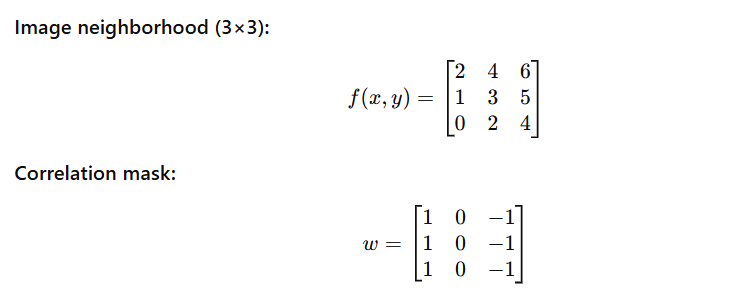 Image neighborhood (3×3):
f(x, y) = [2 4 6
1 3 5
0 2 4]
Correlation mask:
w = [1 0 −1
1 0 −1
1 0 −1]